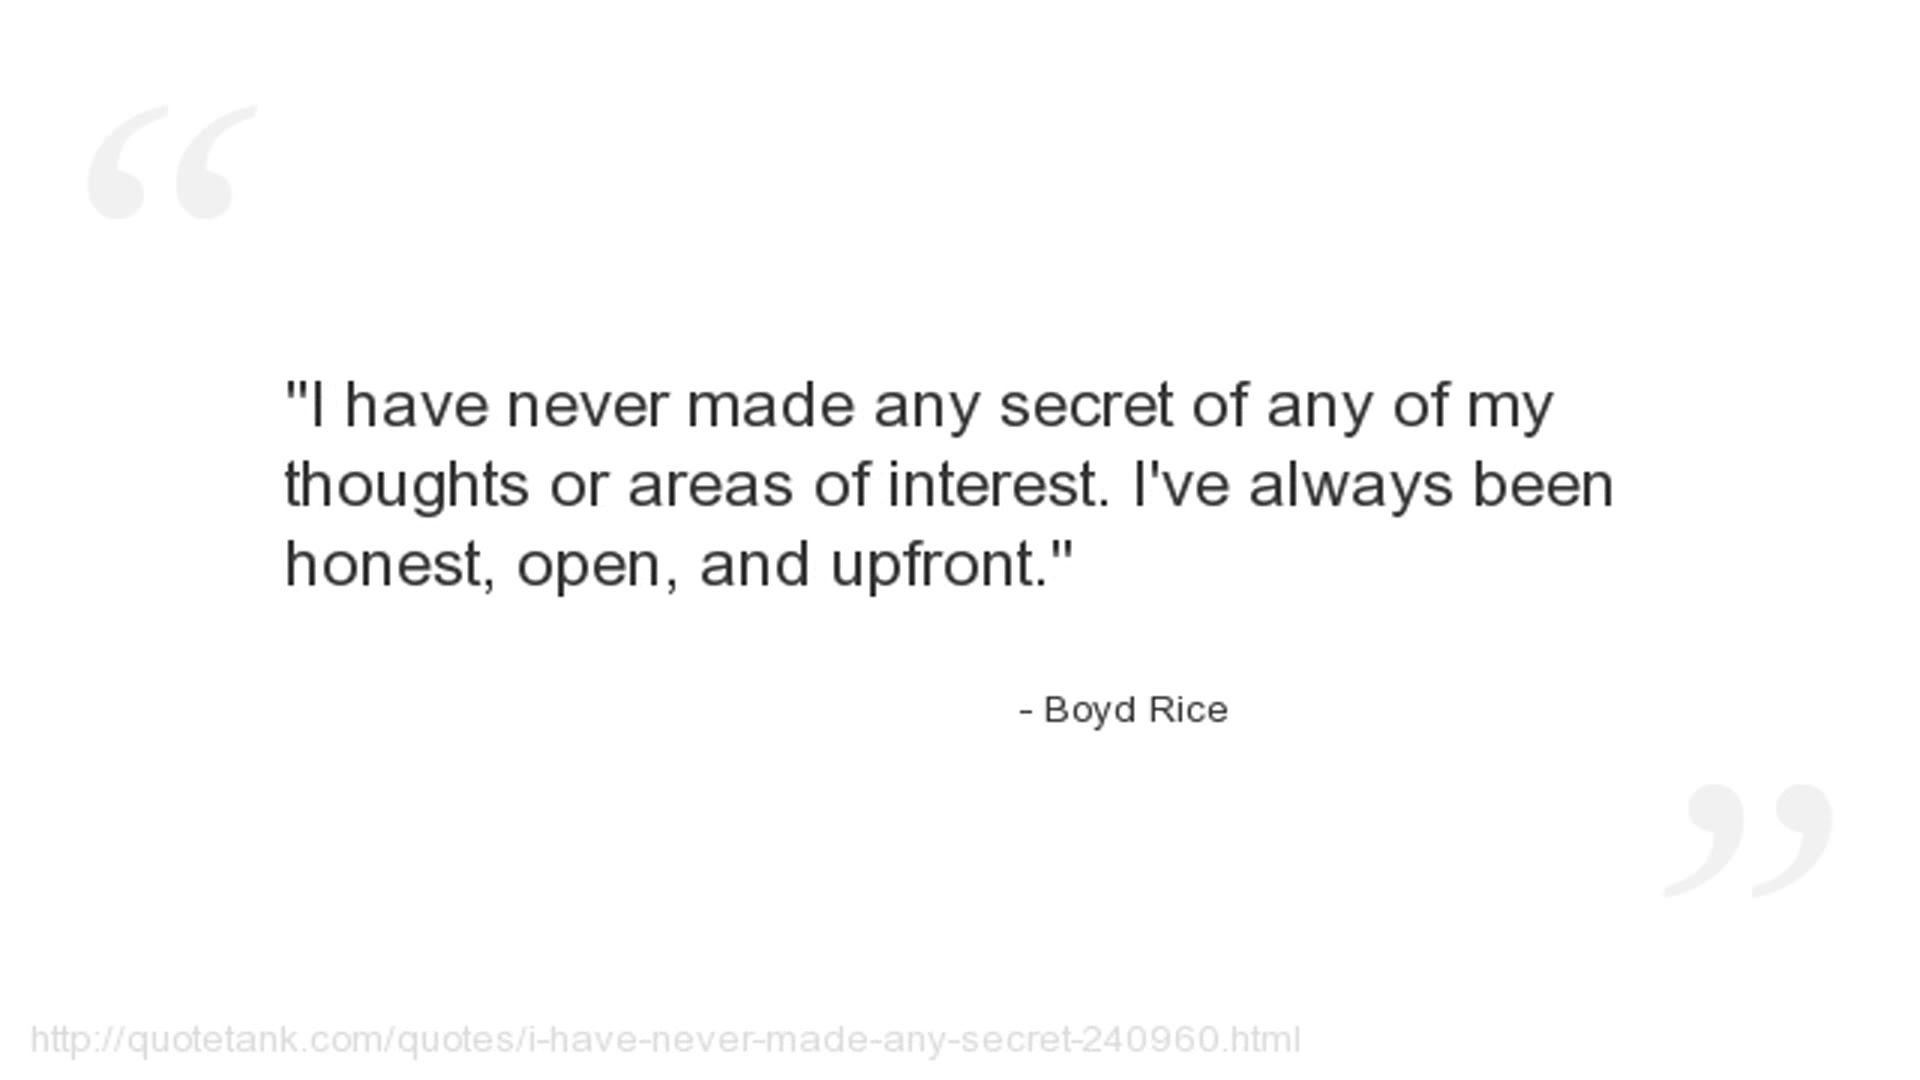 "I have never made any secret of any of my
thoughts or areas of interest. I've always been
honest, open, and upfront."
- Boyd Rice
http://quotetank.com/quotes/i-have-never-made-any-secret-240960.html